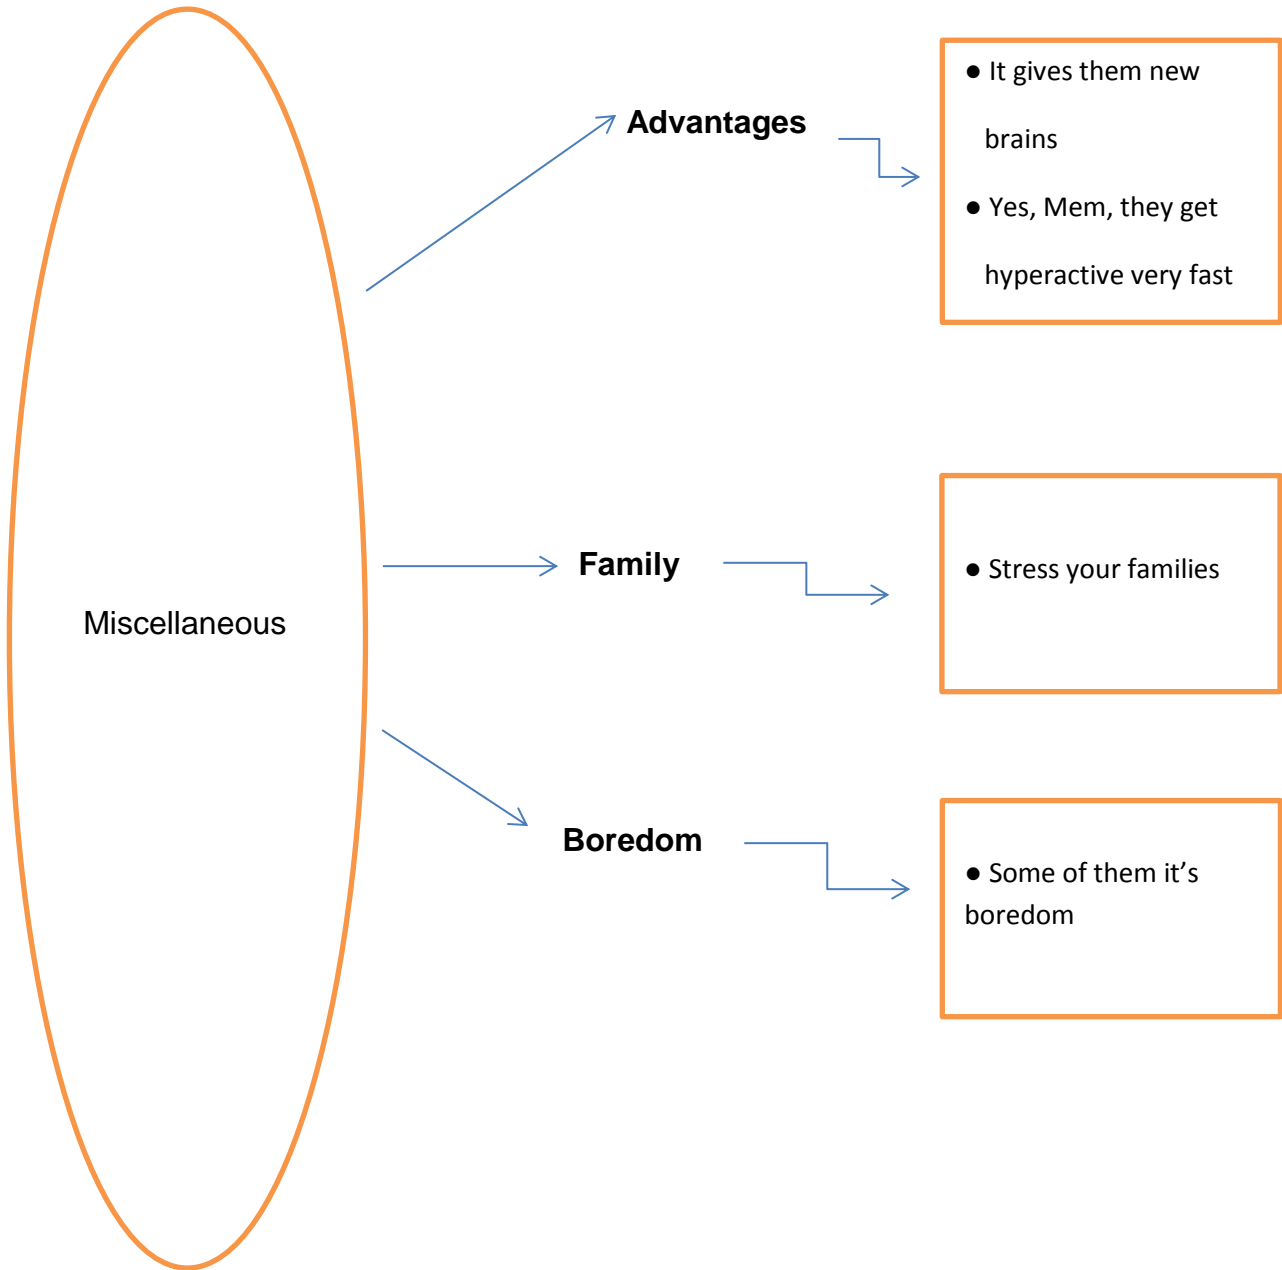 Miscellaneous
Advantages
● It gives them new
brains
● Yes, Mem, they get
hyperactive very fast
Family
● Stress your families
Boredom
● Some of them it’s
boredom